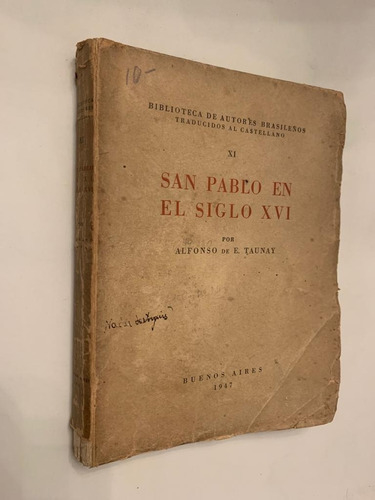 10-
BIBLIOTECA DE AUTORES BRASILEÑOS
TRADUCIDOS AL CASTELLANO
XI
SAN PABLO EN
EL SIGLO XVI
POR
ALFONSO DE E. TAUNAY
BUENOS AIRES
1947